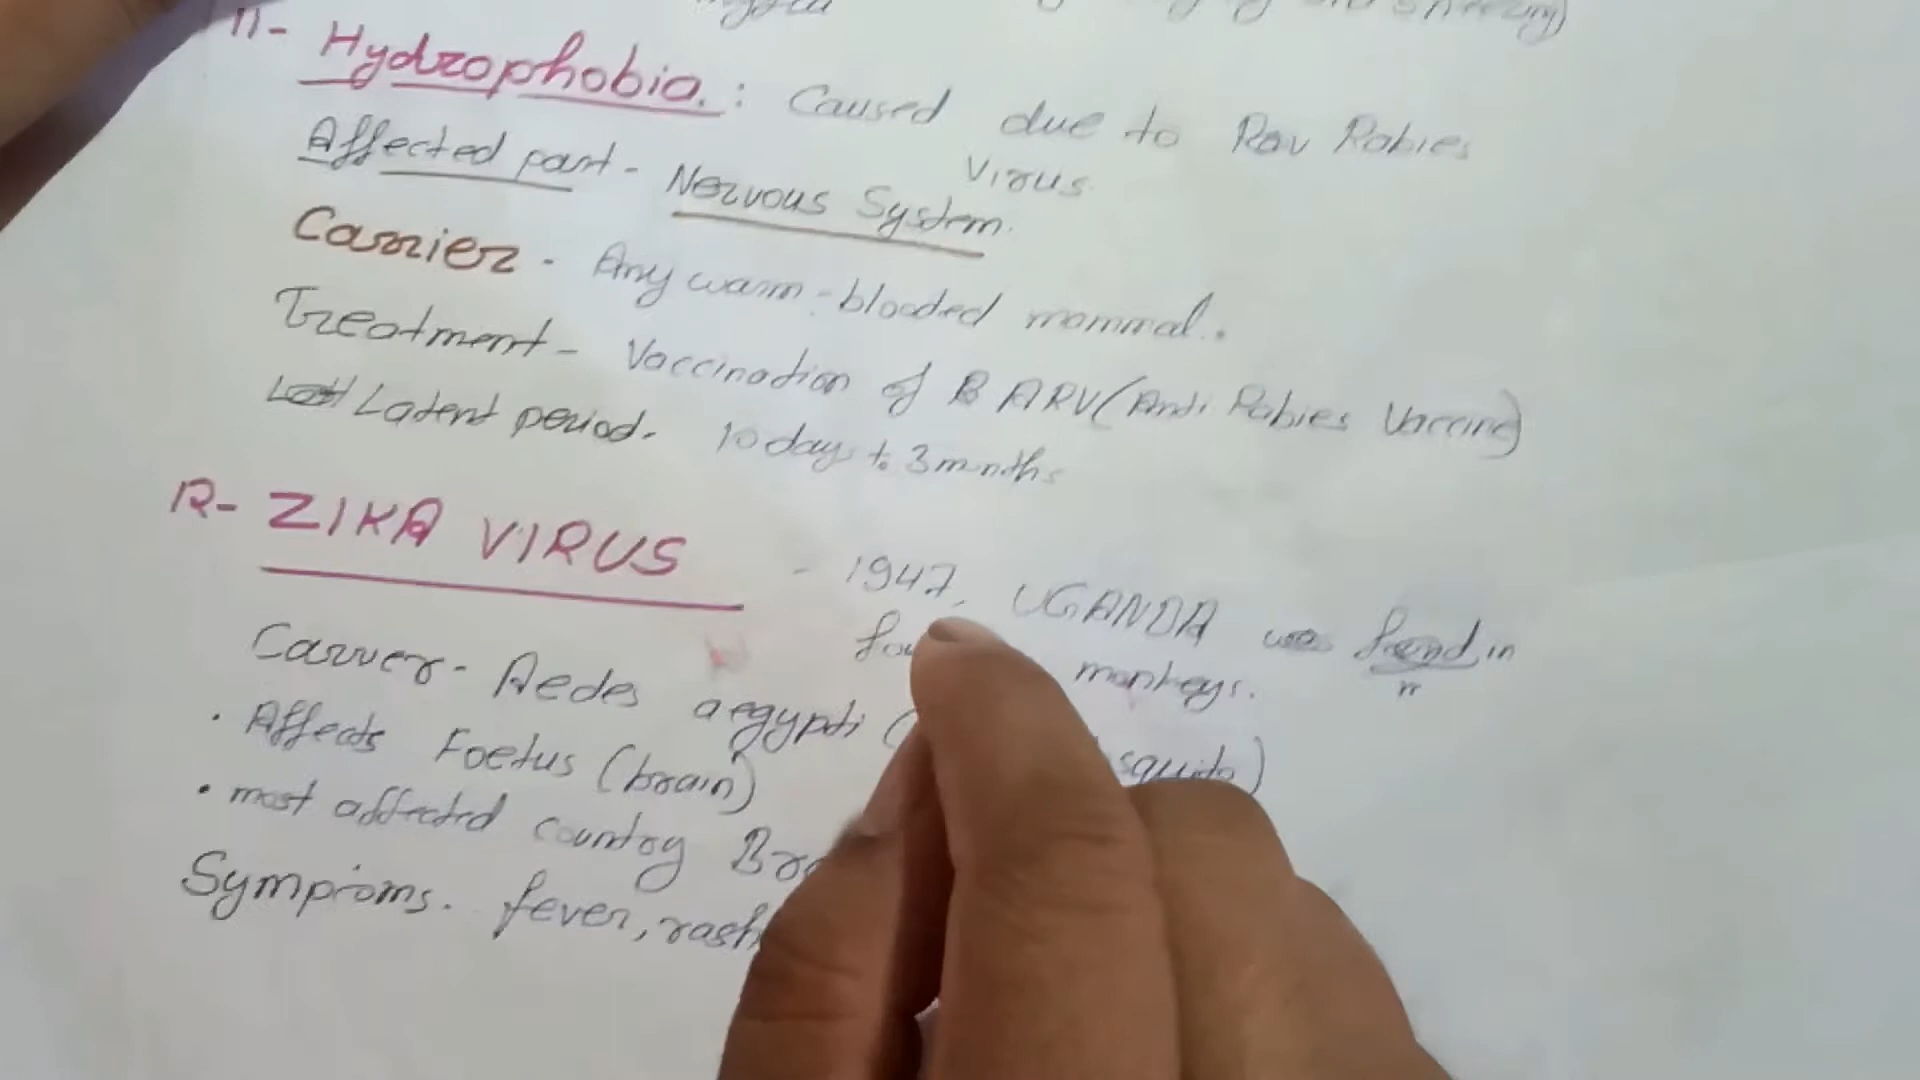 sneezing)
11- Hydrophobia. : Caused due to Rav Rabies
Virus
Affected part - Nervous System.
Carrier - Any warm-blooded mammal.
Treatment - Vaccination of B ARV (Anti Rabies Vaccine)
Latent period. 10 days to 3 months
12- ZIKA VIRUS - 1947, UGANDA was found in
monkeys.
Carrier - Aedes aegypti (
• Affects Foetus (brain)
• most affected country
Symptoms. fever, rash